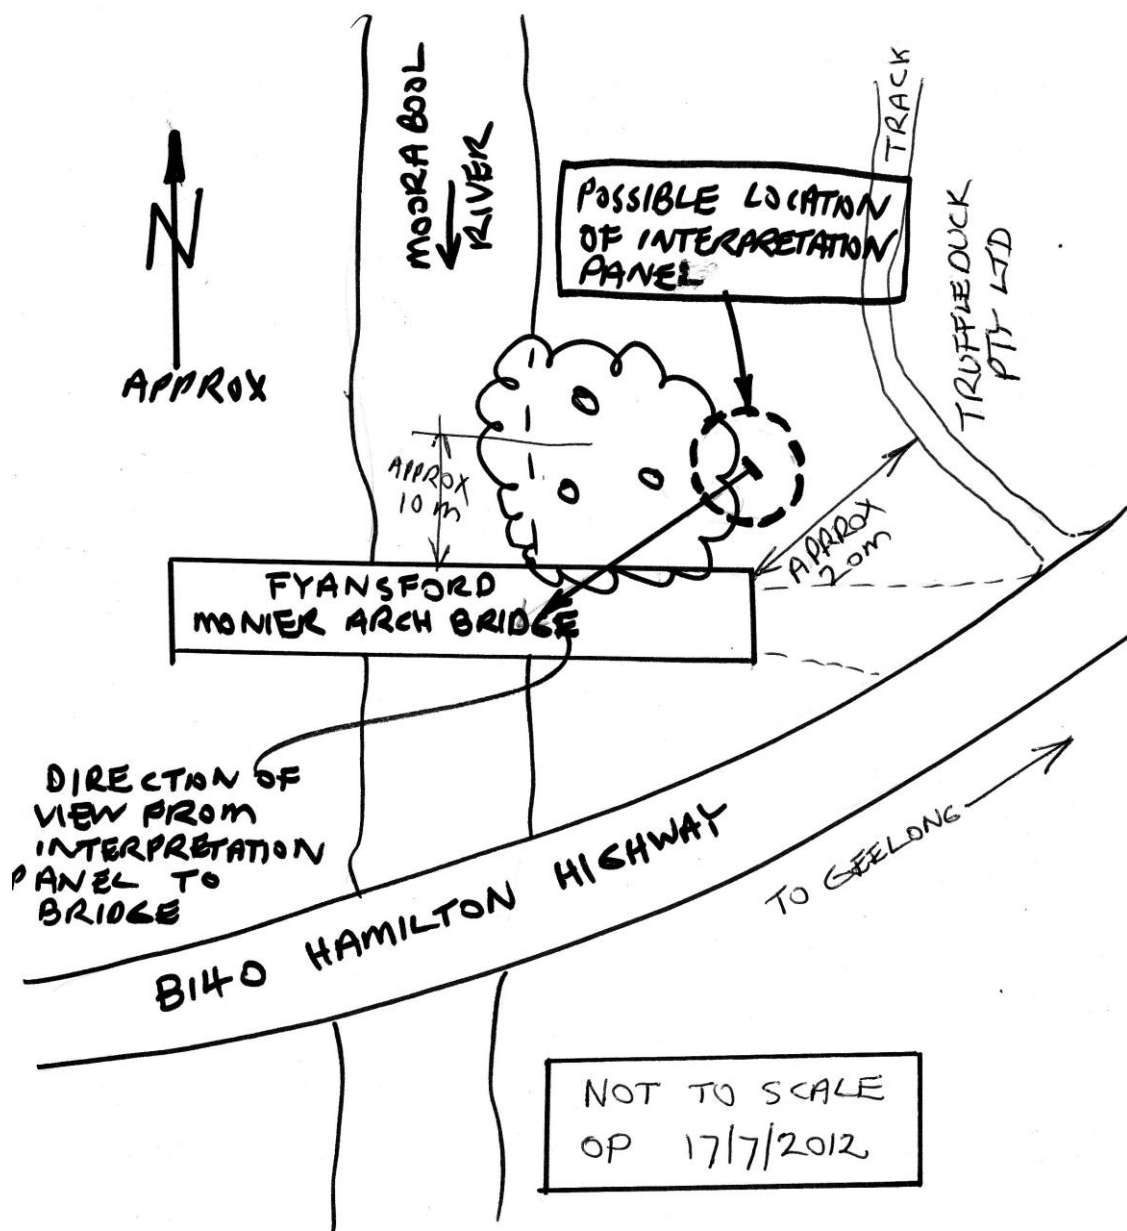 MOORABOOL
RIVER
TRACK
N
APPROX
POSSIBLE LOCATION
OF INTERPRETATION
PANEL
TRUFFLEDUCK
PTY LTD
APPROX
10 m
APPROX
20m
FYANSFORD
MONIER ARCH BRIDGE
DIRECTION OF
VIEW FROM
INTERPRETATION
PANEL TO
BRIDGE
B140 HAMILTON HIGHWAY
TO GEELONG
NOT TO SCALE
OP 17/7/2012